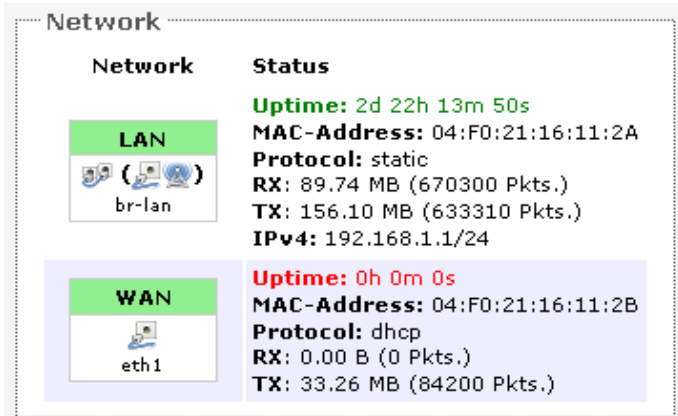 Network
Network Status
LAN
( )
br-lan
Uptime: 2d 22h 13m 50s
MAC-Address: 04:F0:21:16:11:2A
Protocol: static
RX: 89.74 MB (670300 Pkts.)
TX: 156.10 MB (633310 Pkts.)
IPv4: 192.168.1.1/24
WAN
eth1
Uptime: 0h 0m 0s
MAC-Address: 04:F0:21:16:11:2B
Protocol: dhcp
RX: 0.00 B (0 Pkts.)
TX: 33.26 MB (84200 Pkts.)